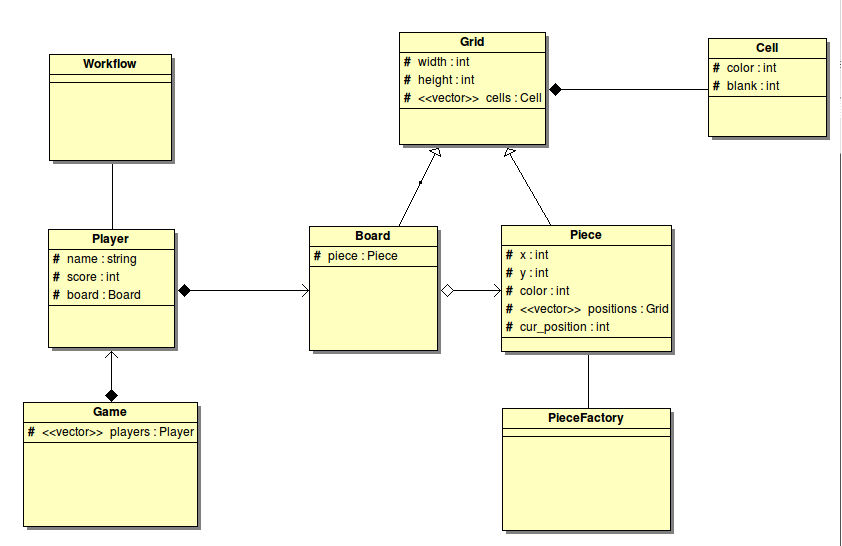 Workflow
Grid
# width : int
# height : int
# <<vector>> cells : Cell
Cell
# color : int
# blank : int
Player
# name : string
# score : int
# board : Board
Board
# piece : Piece
Piece
# x : int
# y : int
# color : int
# <<vector>> positions : Grid
# cur_position : int
Game
# <<vector>> players : Player
PieceFactory